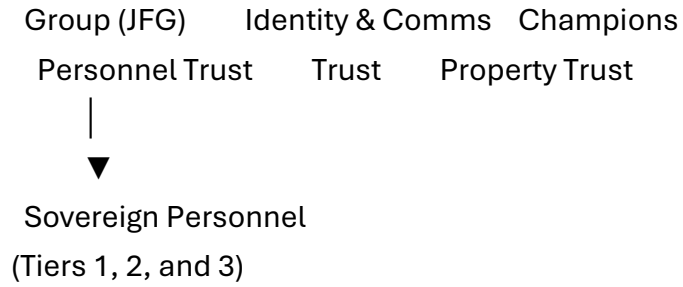 Group (JFG) Identity & Comms Champions
Personnel Trust Trust Property Trust
Sovereign Personnel
(Tiers 1, 2, and 3)